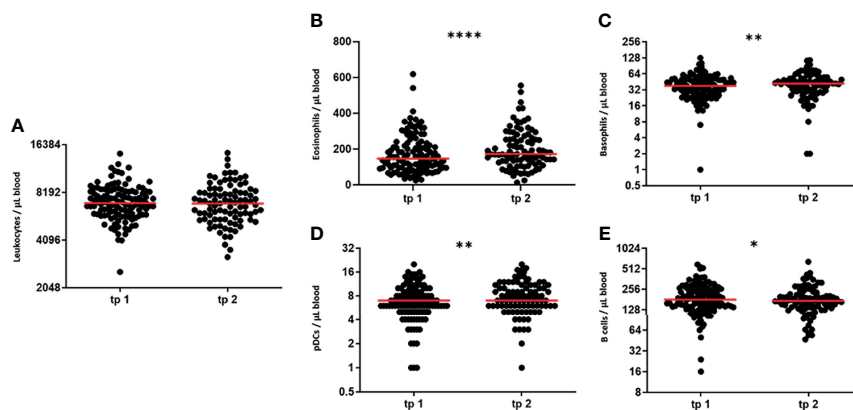 A
Leukocytes / µL blood
16384
8192
4096
2048
tp 1
tp 2
B
****
Eosinophils / µL blood
800
600
400
200
0
tp 1
tp 2
C
**
Basophils / µL blood
256
128
64
32
16
8
4
2
1
0.5
tp 1
tp 2
D
**
pDCs / µL blood
32
16
8
4
2
1
0.5
tp 1
tp 2
E
*
B cells / µL blood
1024
512
256
128
64
32
16
8
tp 1
tp 2